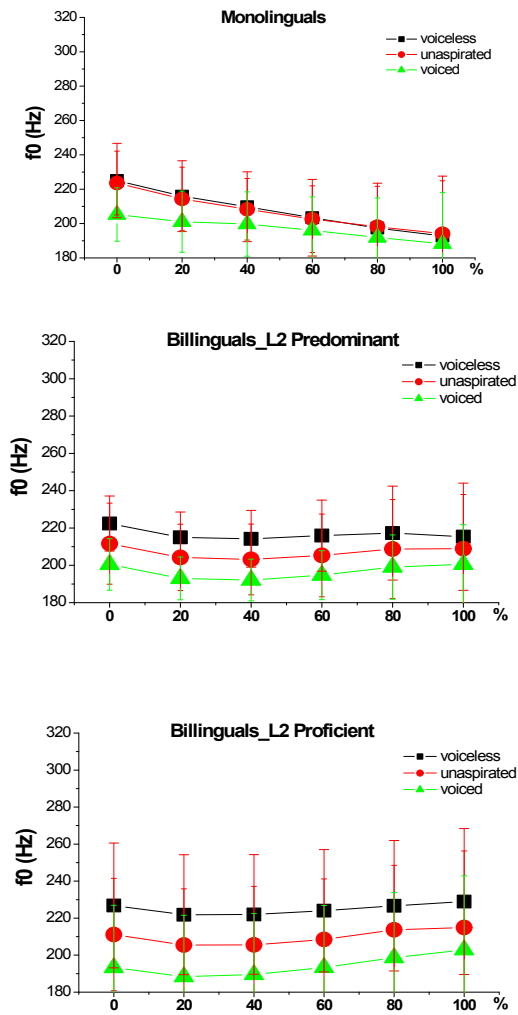 Monolinguals
voiceless
unaspirated
voiced
f0 (Hz)
320
300
280
260
240
220
200
180
0 20 40 60 80 100 %
Billinguals_L2 Predominant
voiceless
unaspirated
voiced
f0 (Hz)
320
300
280
260
240
220
200
180
0 20 40 60 80 100 %
Billinguals_L2 Proficient
voiceless
unaspirated
voiced
f0 (Hz)
320
300
280
260
240
220
200
180
0 20 40 60 80 100 %